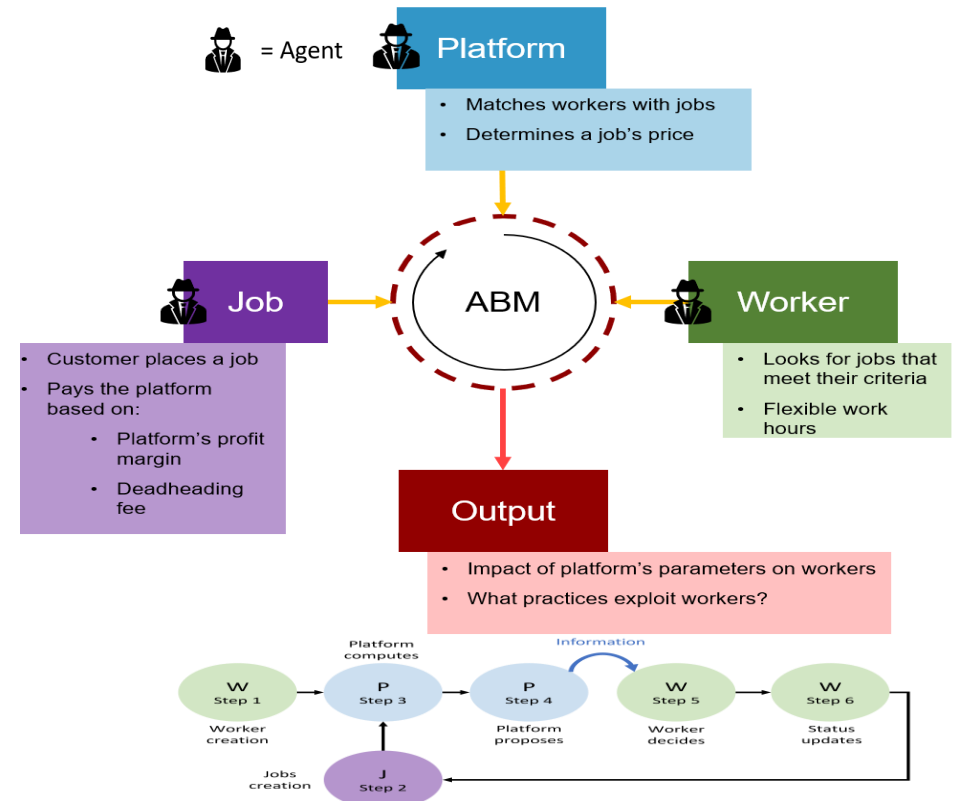 = Agent
Platform
• Matches workers with jobs
• Determines a job's price
Job
ABM
Worker
• Customer places a job
• Pays the platform
based on:
• Platform's profit
margin
• Deadheading
fee
• Looks for jobs that
meet their criteria
• Flexible work
hours
Output
• Impact of platform's parameters on workers
• What practices exploit workers?
Platform
computes
Information
W
Step 1
P
Step 3
P
Step 4
W
Step 5
W
Step 6
Worker
creation
Platform
proposes
Worker
decides
Status
updates
Jobs
creation
J
Step 2